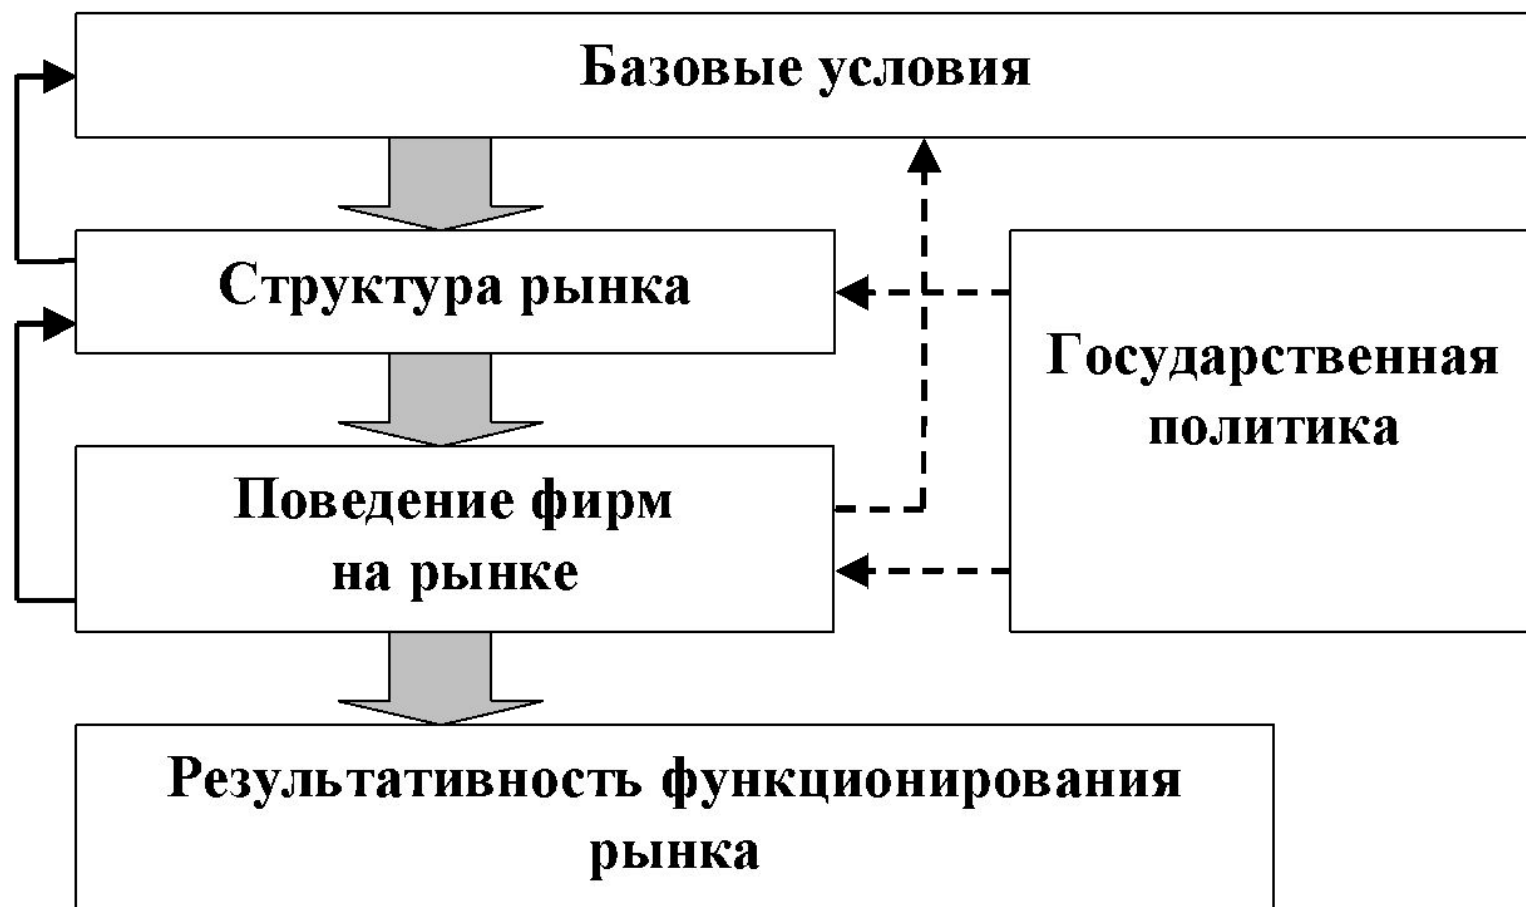 Базовые условия
Структура рынка
Государственная
политика
Поведение фирм
на рынке
Результативность функционирования
рынка